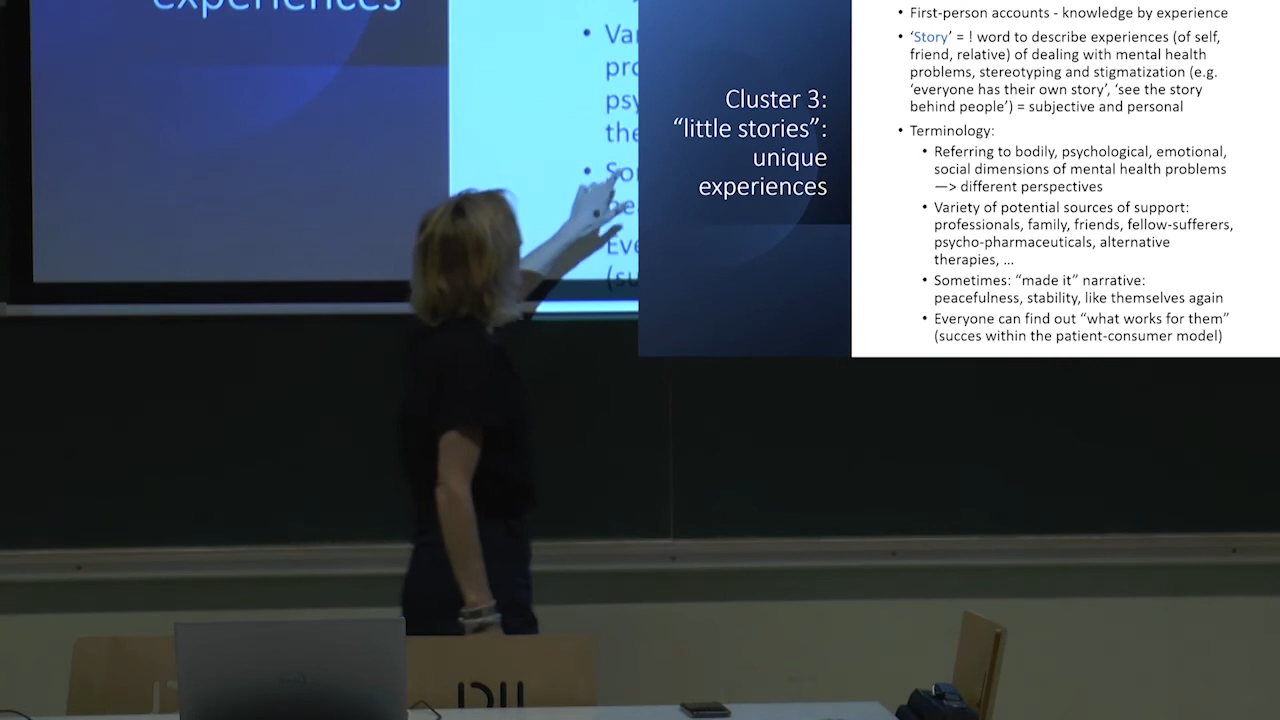 experiences
• Va
pro
psy
the
• So
Eve
(su
Cluster 3:
“little stories”:
unique
experiences
• First-person accounts - knowledge by experience
• ‘Story’ = ! word to describe experiences (of self,
friend, relative) of dealing with mental health
problems, stereotyping and stigmatization (e.g.
‘everyone has their own story’, ‘see the story
behind people’) = subjective and personal
• Terminology:
• Referring to bodily, psychological, emotional,
social dimensions of mental health problems
—> different perspectives
• Variety of potential sources of support:
professionals, family, friends, fellow-sufferers,
psycho-pharmaceuticals, alternative
therapies, ...
• Sometimes: “made it” narrative:
peacefulness, stability, like themselves again
• Everyone can find out “what works for them”
(succes within the patient-consumer model)